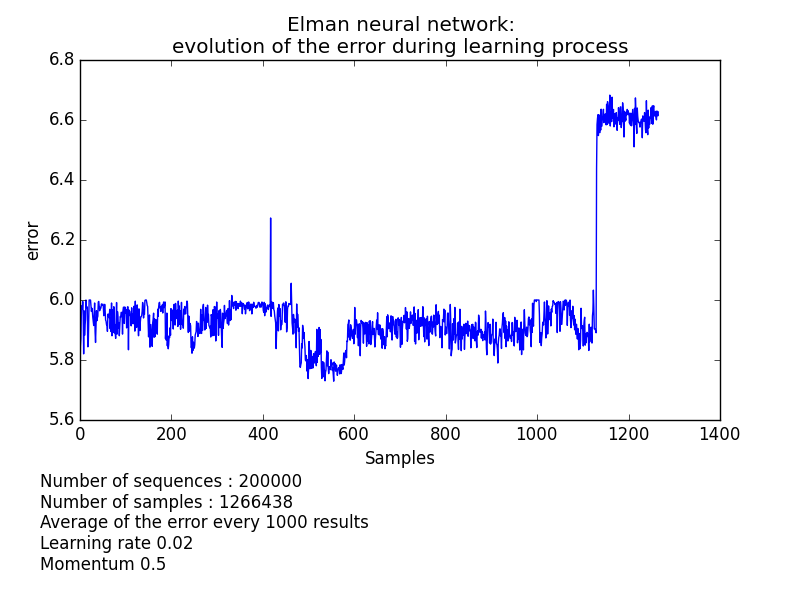 Elman neural network:
evolution of the error during learning process
6.8
6.6
6.4
6.2
6.0
5.8
5.6
error
0 200 400 600 800 1000 1200 1400
Samples
Number of sequences : 200000
Number of samples : 1266438
Average of the error every 1000 results
Learning rate 0.02
Momentum 0.5